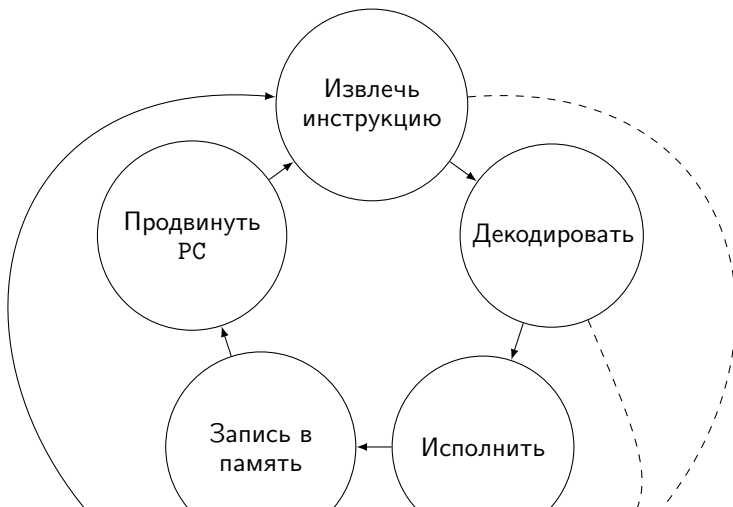 Извлечь
инструкцию
Продвинуть
PC
Декодировать
Запись в
память
Исполнить